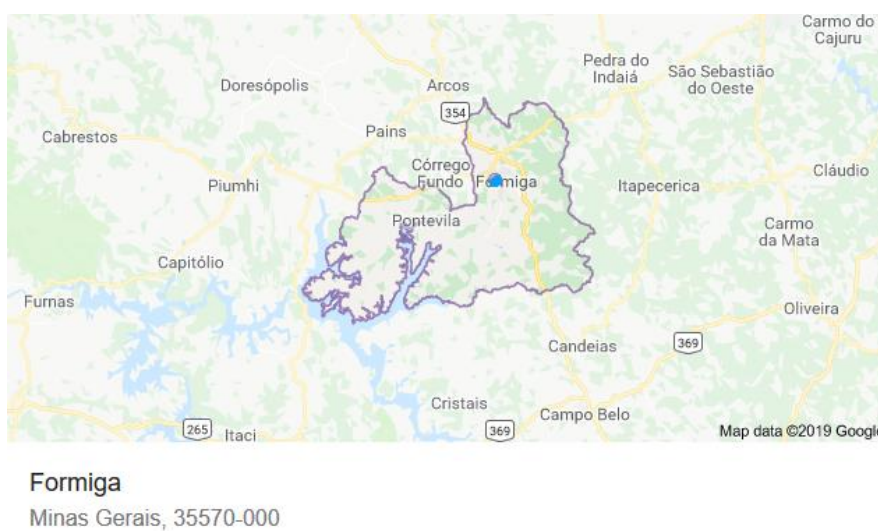 Carmo do
Cajuru
Pedra do
Indaiá
São Sebastião
do Oeste
Doresópolis
Arcos
354
Cabrestos
Pains
Córrego
Fundo
Formiga
Cláudio
Piumhi
Itapecerica
Pontevila
Carmo
da Mata
Capitólio
Furnas
Oliveira
Candeias
369
Cristais
Campo Belo
265
Itaci
369
Map data ©2019 Google
Formiga
Minas Gerais, 35570-000